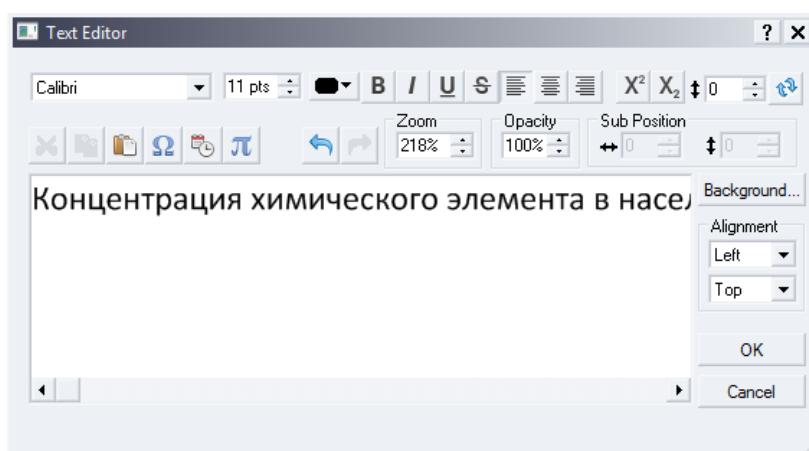 Text Editor ? X
Calibri 11 pts B I U S X² X₂ 0
Ω π Zoom 218% Opacity 100% Sub Position 0 0
Концентрация химического элемента в Background...
Alignment
Left
Top
OK
Cancel